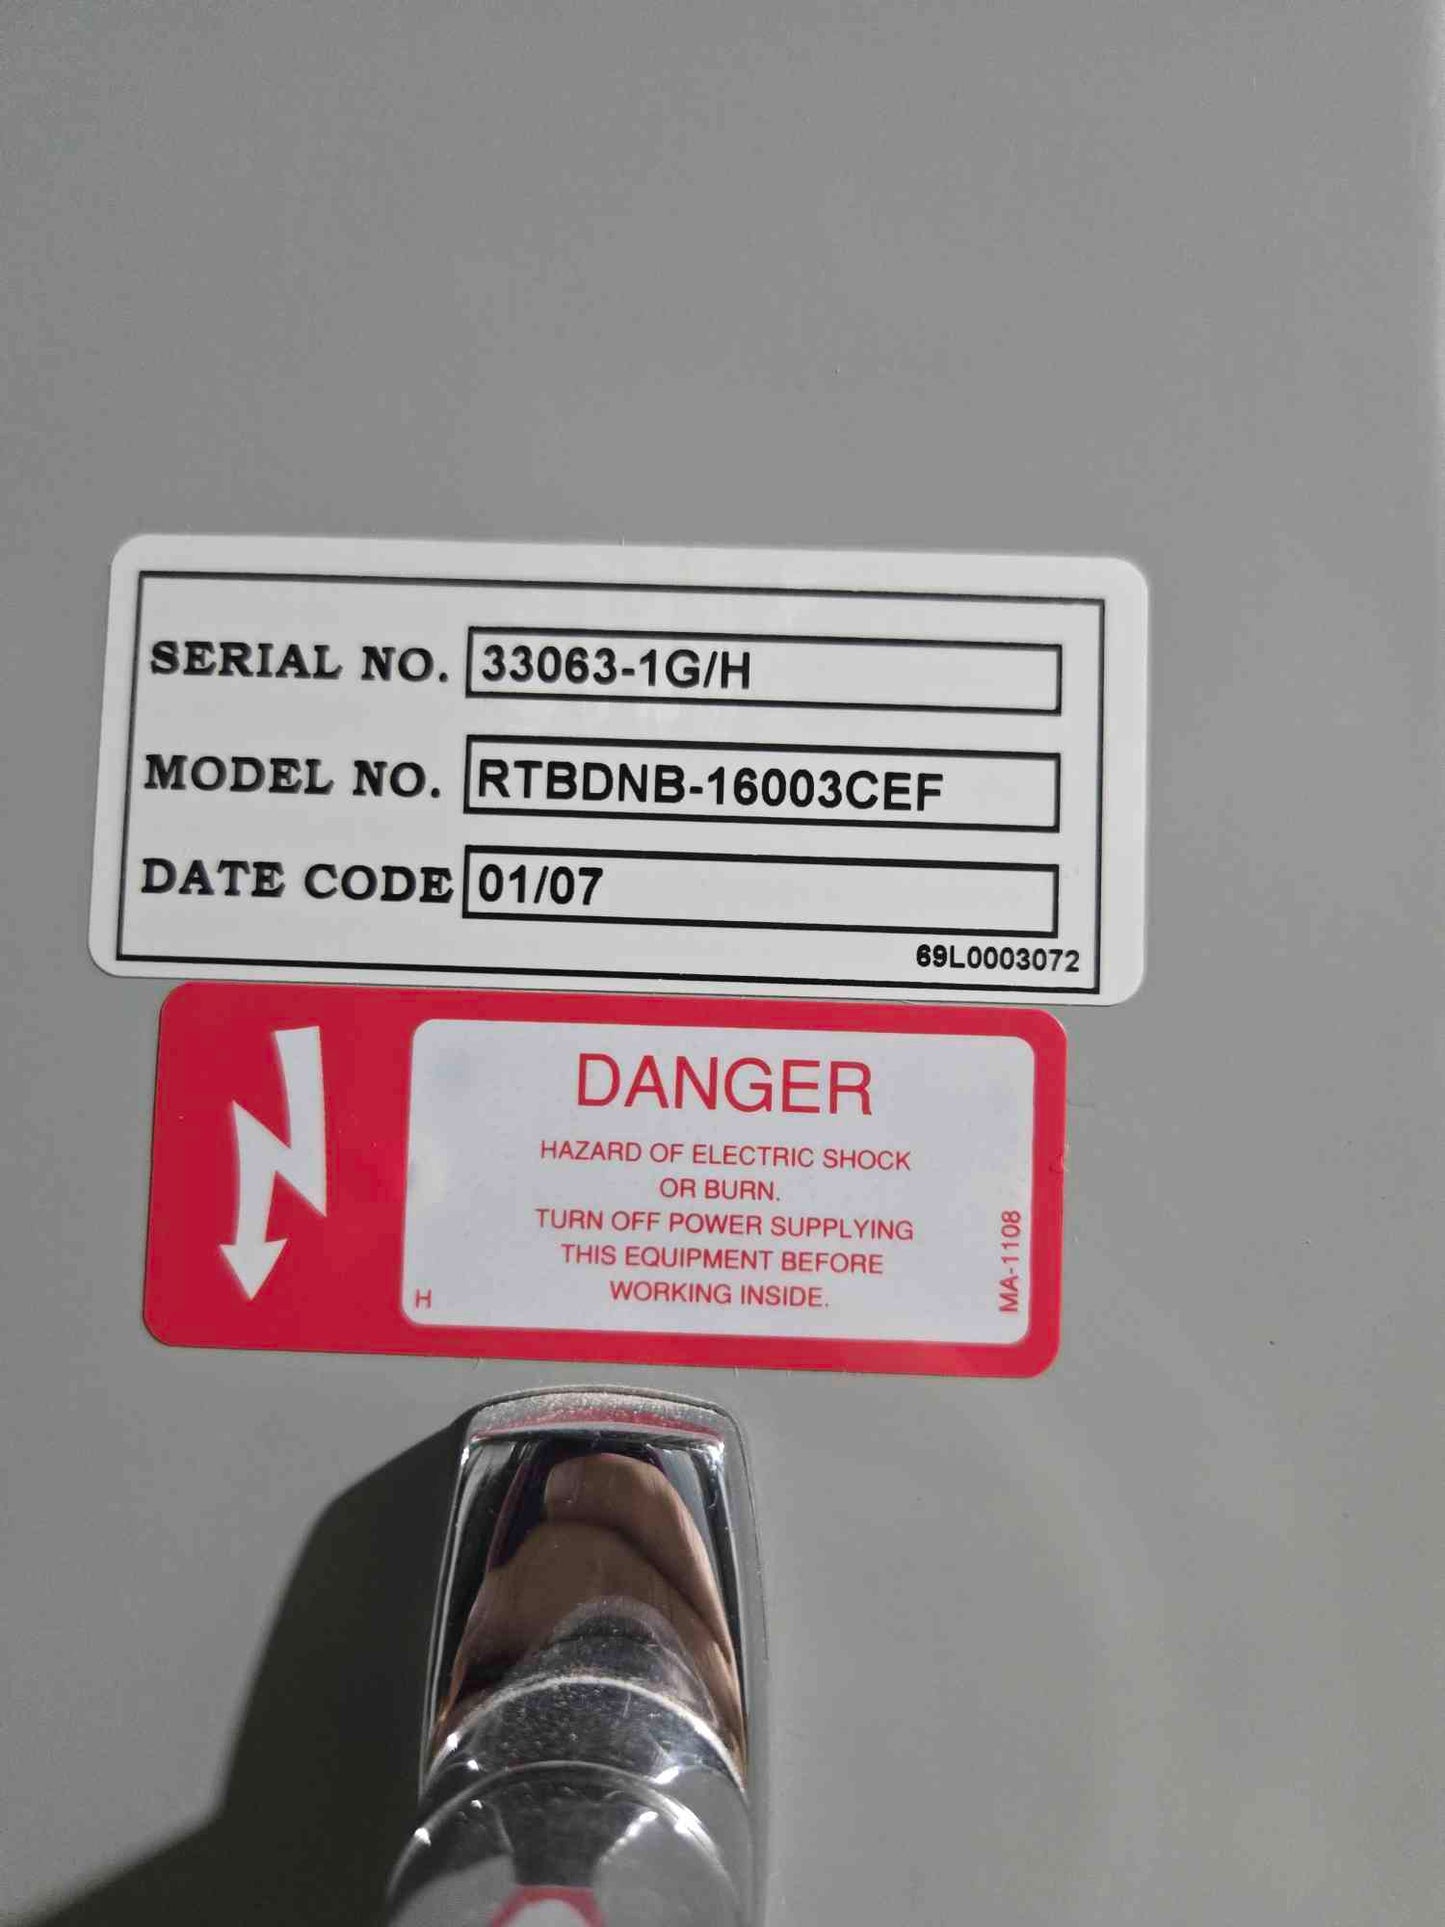 SERIAL NO. 33063-1G/H
MODEL NO. RTBDNB-16003CEF
DATE CODE 01/07
69L0003072
DANGER
HAZARD OF ELECTRIC SHOCK
OR BURN.
TURN OFF POWER SUPPLYING
THIS EQUIPMENT BEFORE
WORKING INSIDE.
H
MA-1108